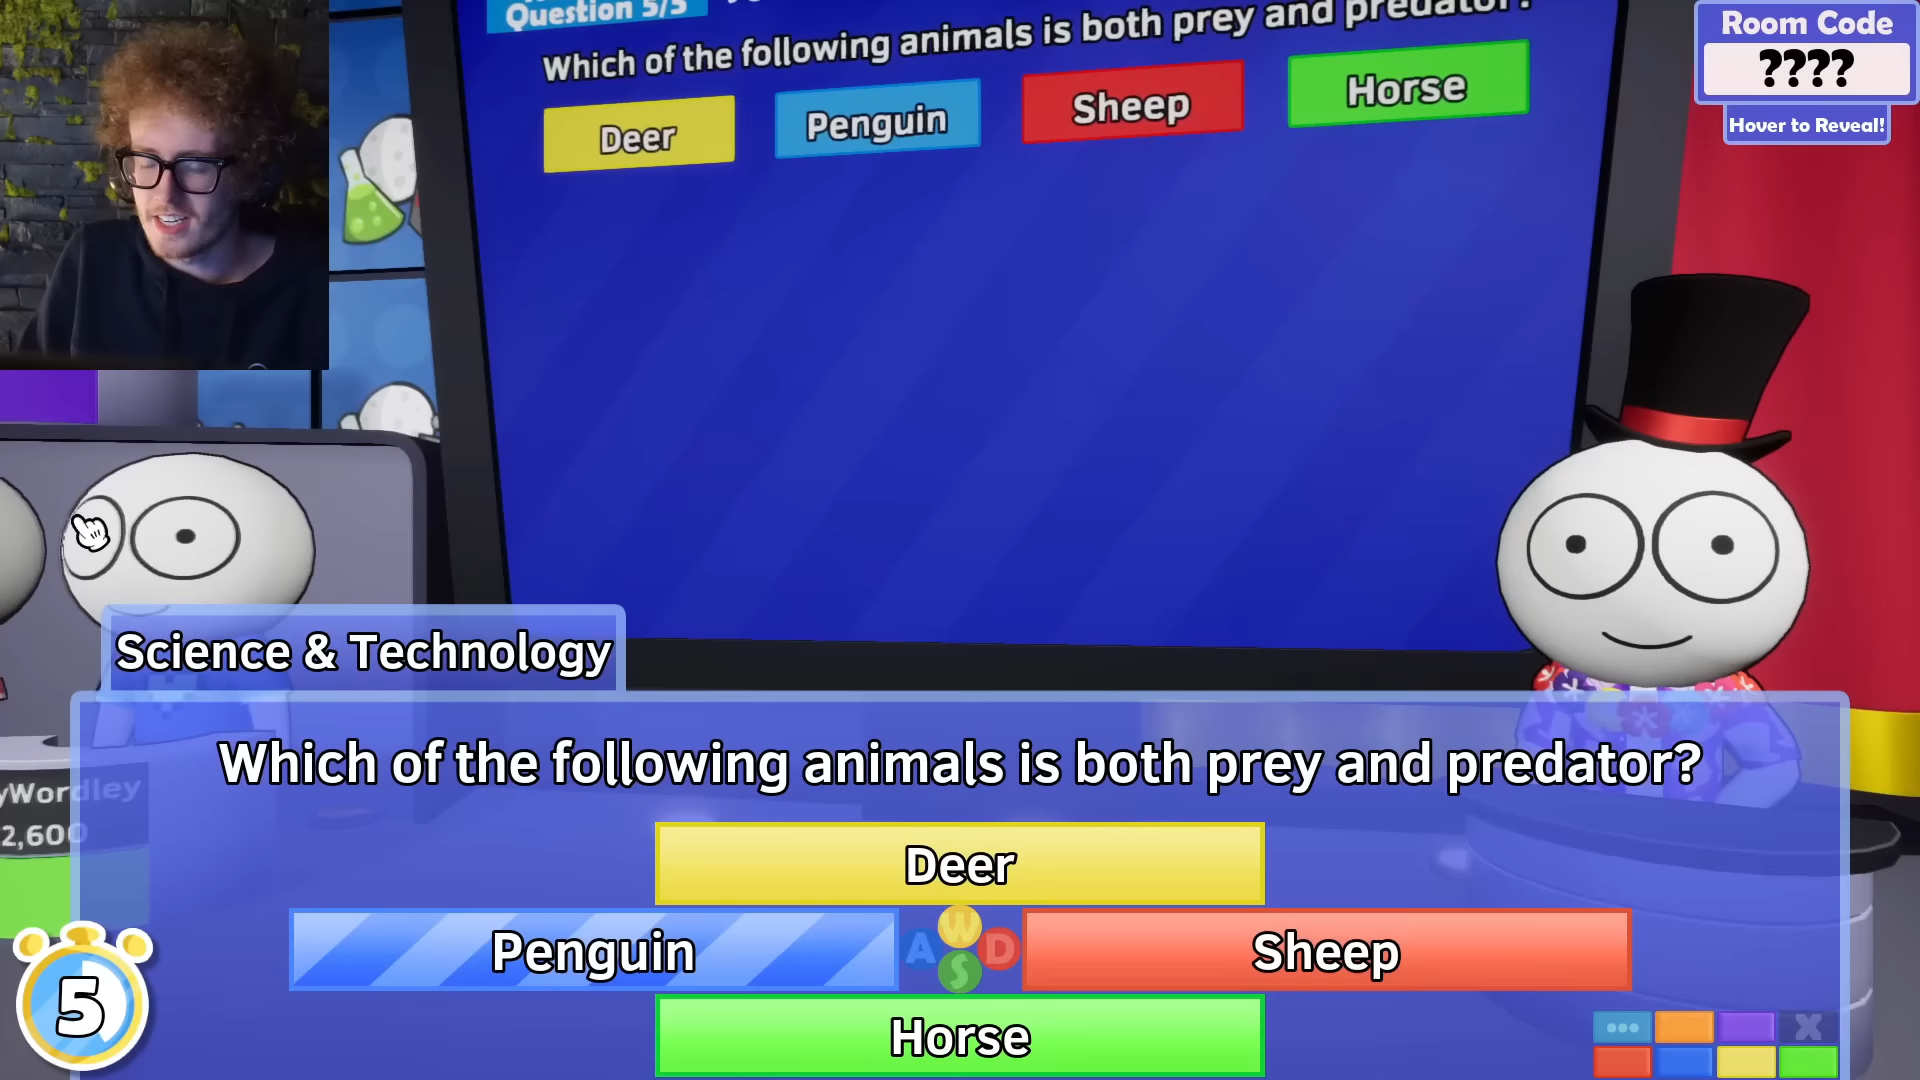 Question 5/5
Which of the following animals is both prey and predator?
Deer
Penguin
Sheep
Horse
Room Code
????
Hover to Reveal!
Science & Technology
Which of the following animals is both prey and predator?
Deer
Penguin
Sheep
Horse
W
A
D
S
yWordley
2,600
5
X